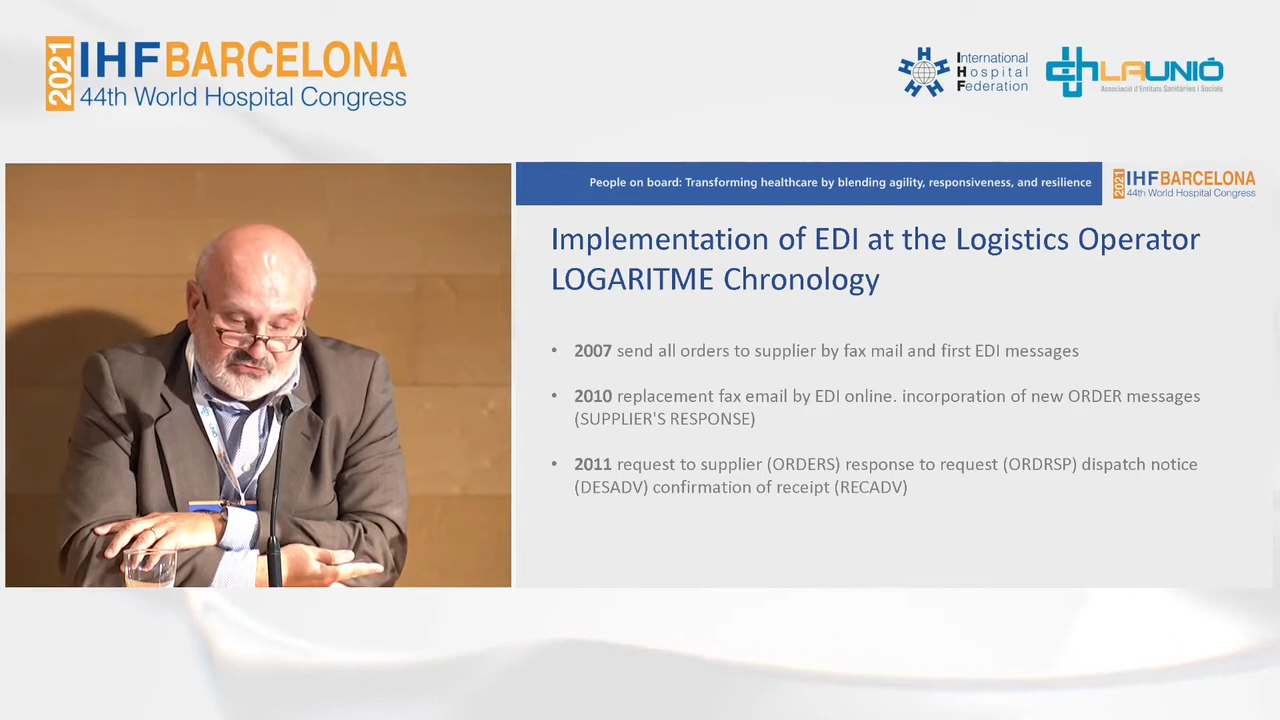 2021 IHF BARCELONA
44th World Hospital Congress
International
Hospital
Federation
LAUNIÓ
Associació d'Entitats Sanitàries i Socials
People on board: Transforming healthcare by blending agility, responsiveness, and resilience
2021 IHF BARCELONA
44th World Hospital Congress
Implementation of EDI at the Logistics Operator
LOGARITME Chronology
• 2007 send all orders to supplier by fax mail and first EDI messages
• 2010 replacement fax email by EDI online. incorporation of new ORDER messages
(SUPPLIER'S RESPONSE)
• 2011 request to supplier (ORDERS) response to request (ORDRSP) dispatch notice
(DESADV) confirmation of receipt (RECADV)